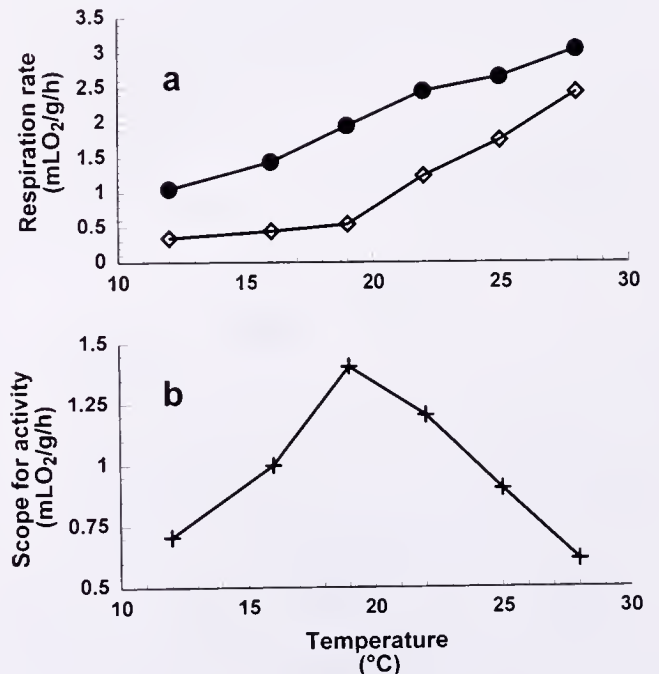 a
Respiration rate
(mLO₂/g/h)
3.5
3
2.5
2
1.5
1
0.5
0
10 15 20 25 30
b
Scope for activity
(mLO₂/g/h)
1.5
1.25
1
0.75
0.5
10 15 20 25 30
Temperature
(°C)